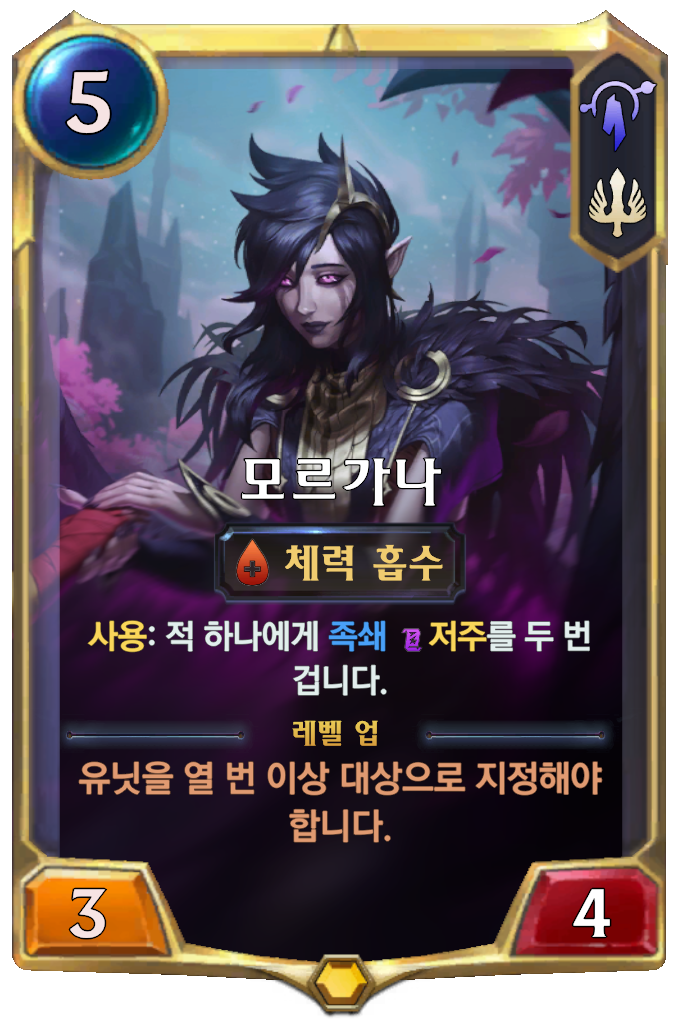 5
모르가나
체력 흡수
사용: 적 하나에게 족쇄 저주를 두 번
겁니다.
레벨 업
유닛을 열 번 이상 대상으로 지정해야
합니다.
3
4